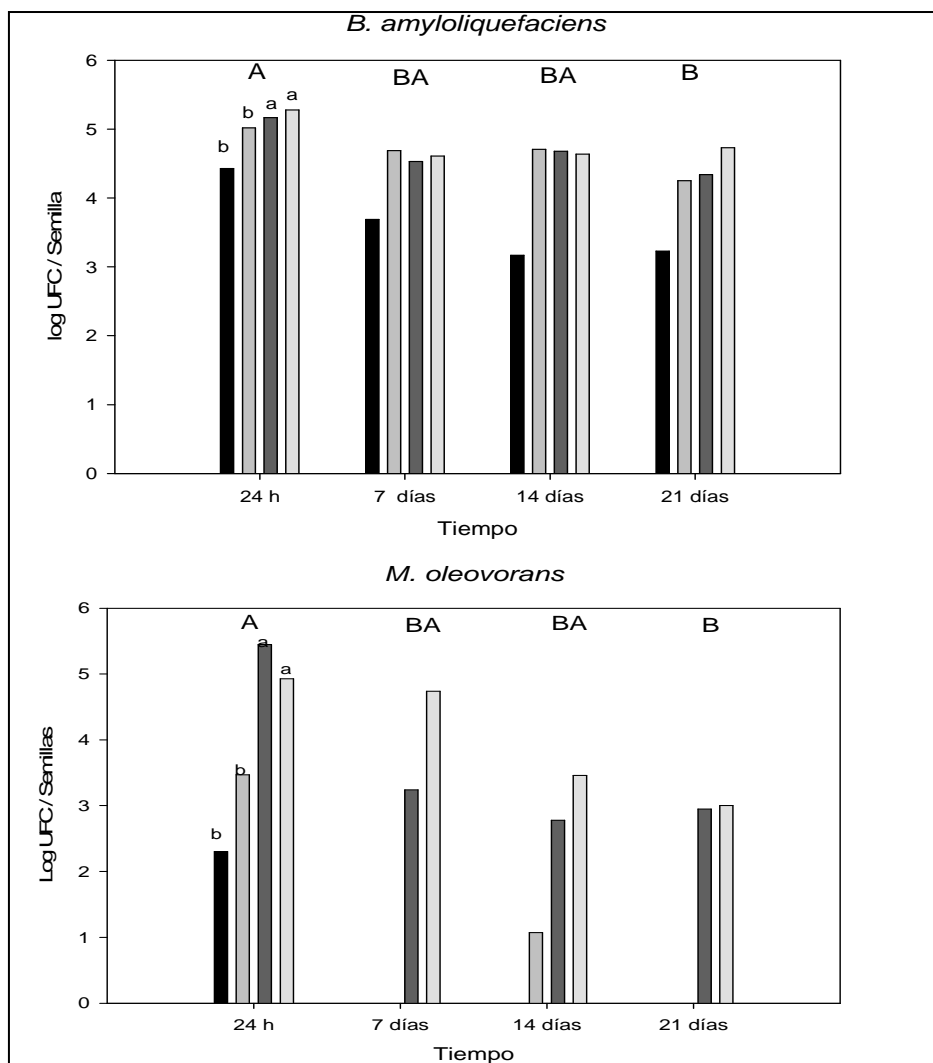 B. amyloliquefaciens
6
5
4
3
2
1
0
log UFC / Semilla
A
BA
BA
B
b
b
a
a
24 h
7 días
14 días
21 días
Tiempo
M. oleovorans
6
5
4
3
2
1
0
Log UFC / Semillas
A
BA
BA
B
b
b
a
a
24 h
7 días
14 días
21 días
Tiempo